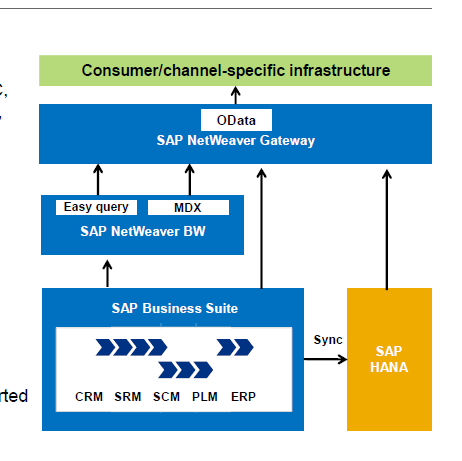 Consumer/channel-specific infrastructure
C,
OData
SAP NetWeaver Gateway
Easy query
MDX
SAP NetWeaver BW
SAP Business Suite
Sync
SAP
HANA
CRM SRM SCM PLM ERP
rted